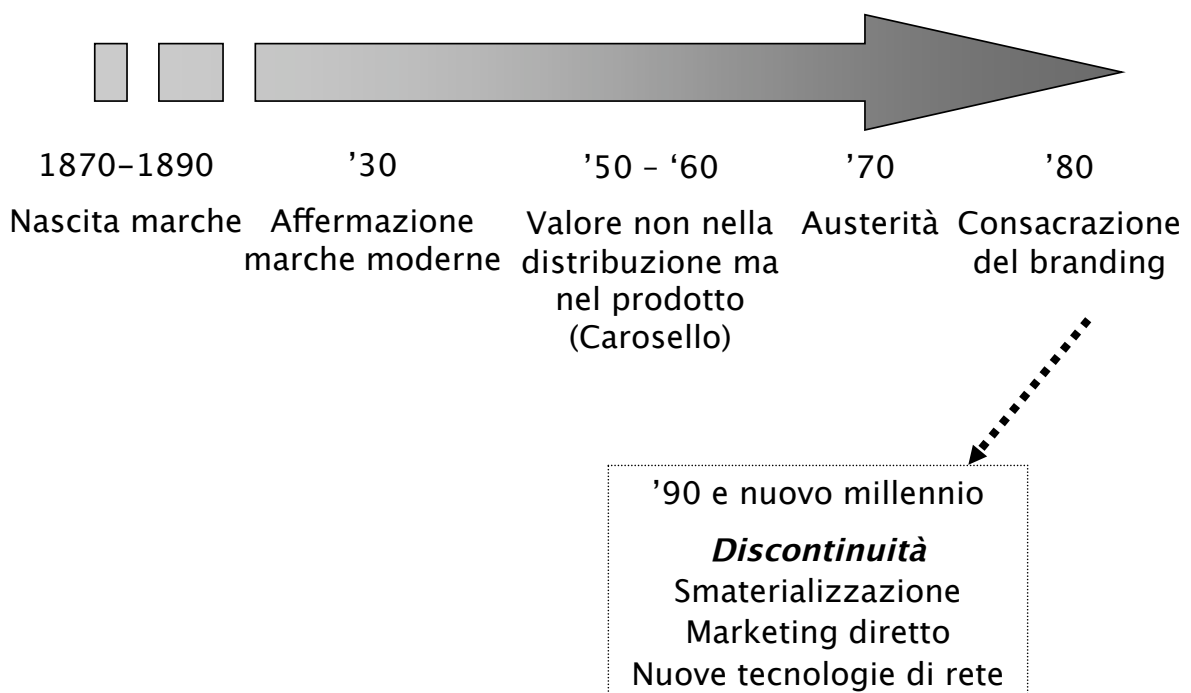 1870–1890
Nascita marche
’30
Affermazione
marche moderne
’50 – ‘60
Valore non nella
distribuzione ma
nel prodotto
(Carosello)
’70
Austerità
’80
Consacrazione
del branding
’90 e nuovo millennio
Discontinuità
Smaterializzazione
Marketing diretto
Nuove tecnologie di rete